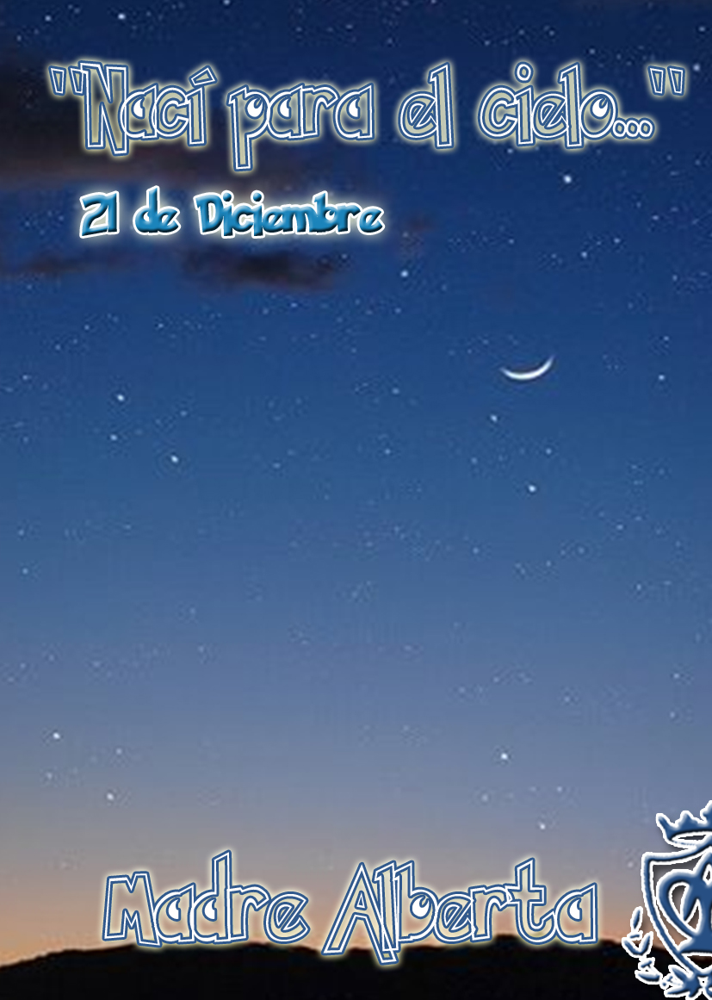 "Nací para el cielo..."
21 de Diciembre
Madre Alberta